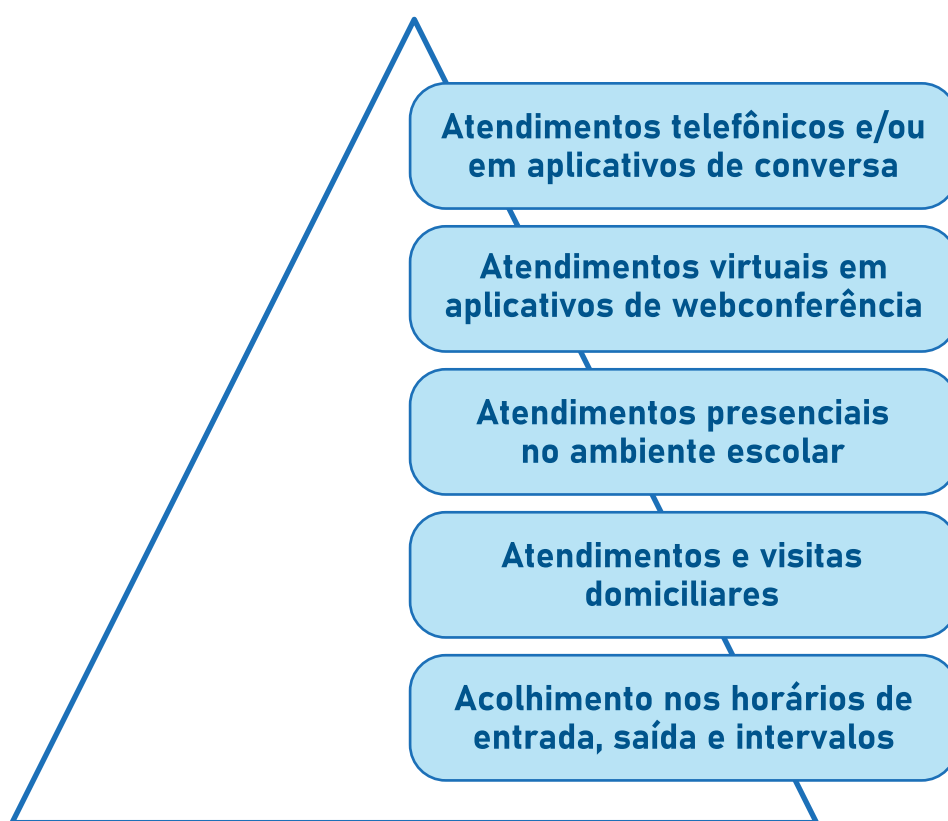 Atendimentos telefônicos e/ou
em aplicativos de conversa
Atendimentos virtuais em
aplicativos de webconferência
Atendimentos presenciais
no ambiente escolar
Atendimentos e visitas
domiciliares
Acolhimento nos horários de
entrada, saída e intervalos